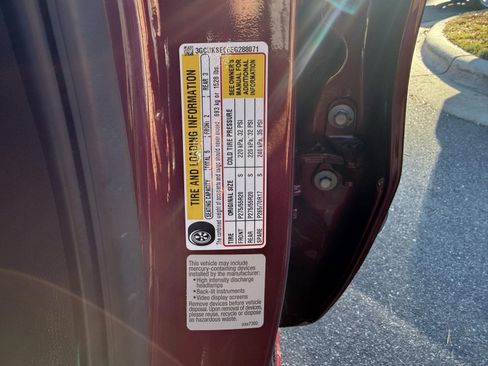 TIRE AND LOADING INFORMATION
SEATING CAPACITY TOTAL 5 FRONT 2 REAR 3
The combined weight of occupants and cargo should never exceed 693 kg or 1528 lbs.
TIRE ORIGINAL SIZE COLD TIRE PRESSURE
FRONT P275/55R20 S 220 kPa, 32 PSI
REAR P275/55R20 S 220 kPa, 32 PSI
SPARE P265/70R17 S 240 kPa, 35 PSI
SEE OWNER'S
MANUAL FOR
ADDITIONAL
INFORMATION
This vehicle may include
mercury-containing devices
installed by the manufacturer:
• High intensity discharge
headlamps
• Back-lit instruments
• Video display screens
Remove devices before vehicle
disposal. Upon removal of devices,
please reuse, recycle or dispose
as hazardous waste.